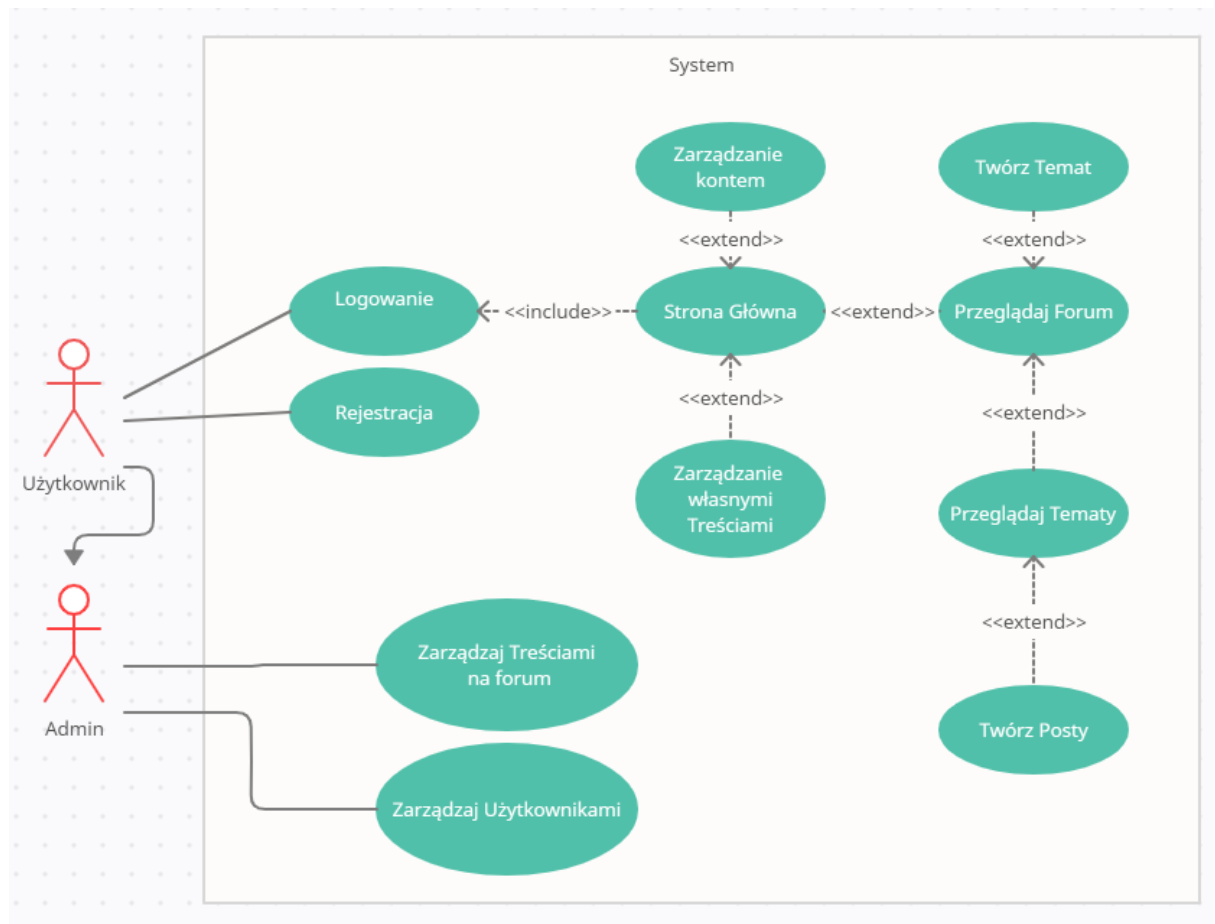 System
Zarządzanie
kontem
Twórz Temat
<<extend>>
<<extend>>
Logowanie
<<include>>
Strona Główna
<<extend>>
Przeglądaj Forum
<<extend>>
<<extend>>
Rejestracja
Zarządzanie
własnymi
Treściami
Użytkownik
Przeglądaj Tematy
<<extend>>
Zarządzaj Treściami
na forum
Admin
Twórz Posty
Zarządzaj Użytkownikami